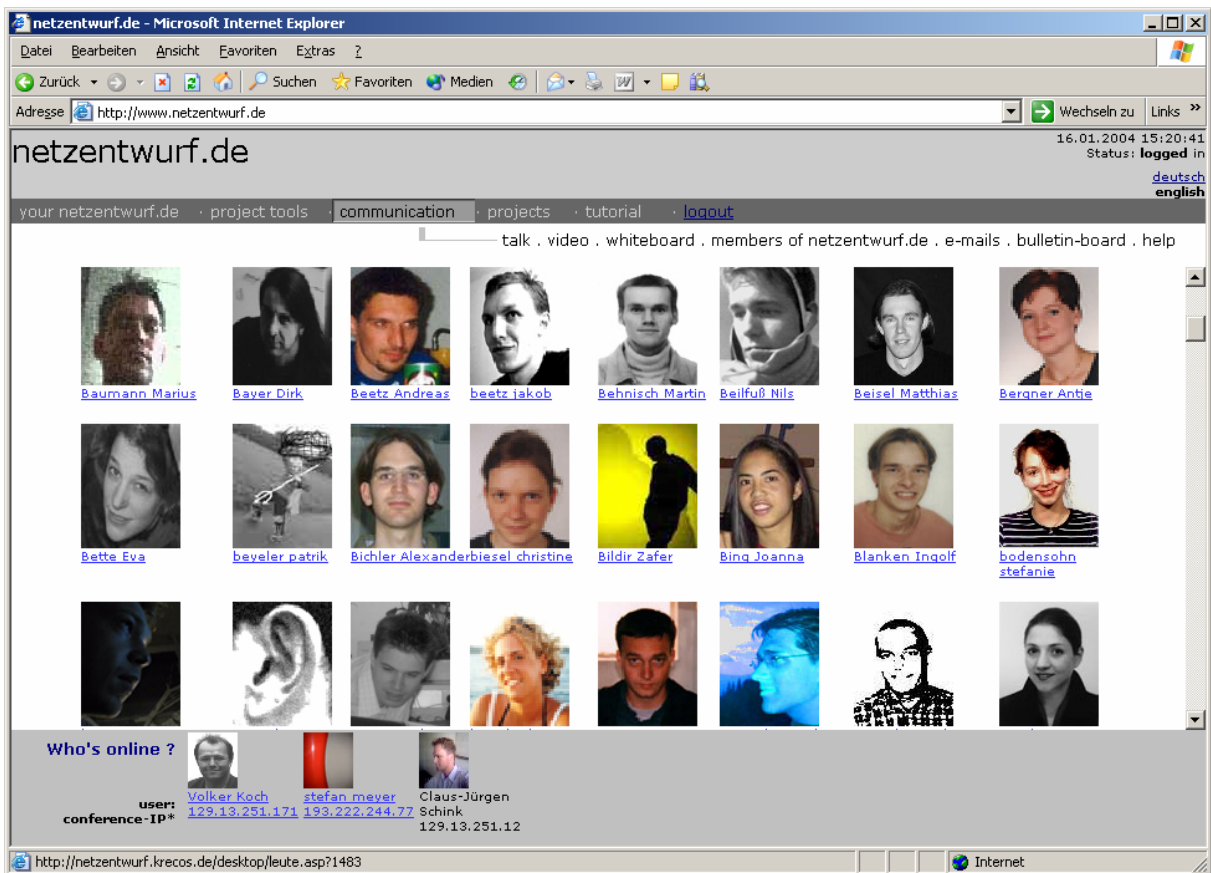 netzentwurf.de - Microsoft Internet Explorer
Datei Bearbeiten Ansicht Favoriten Extras ?
Zurück Suchen Favoriten Medien
Adresse http://www.netzentwurf.de Wechseln zu Links »
netzentwurf.de
16.01.2004 15:20:41
Status: logged in
deutsch
english
your netzentwurf.de · project tools · communication · projects · tutorial · logout
talk . video . whiteboard . members of netzentwurf.de . e-mails . bulletin-board . help
Baumann Marius Bayer Dirk Beetz Andreas beetz jakob Behnisch Martin Beilfuß Nils Beisel Matthias Bergner Antje
Bette Eva beyeler patrik Bichler Alexander biesel christine Bildir Zafer Bing Joanna Blanken Ingolf bodensohn
stefanie
Who's online ?
user: Volker Koch stefan meyer Claus-Jürgen
conference-IP* 129.13.251.171 193.222.244.77 Schink
129.13.251.12
http://netzentwurf.krecos.de/desktop/leute.asp?1483 Internet